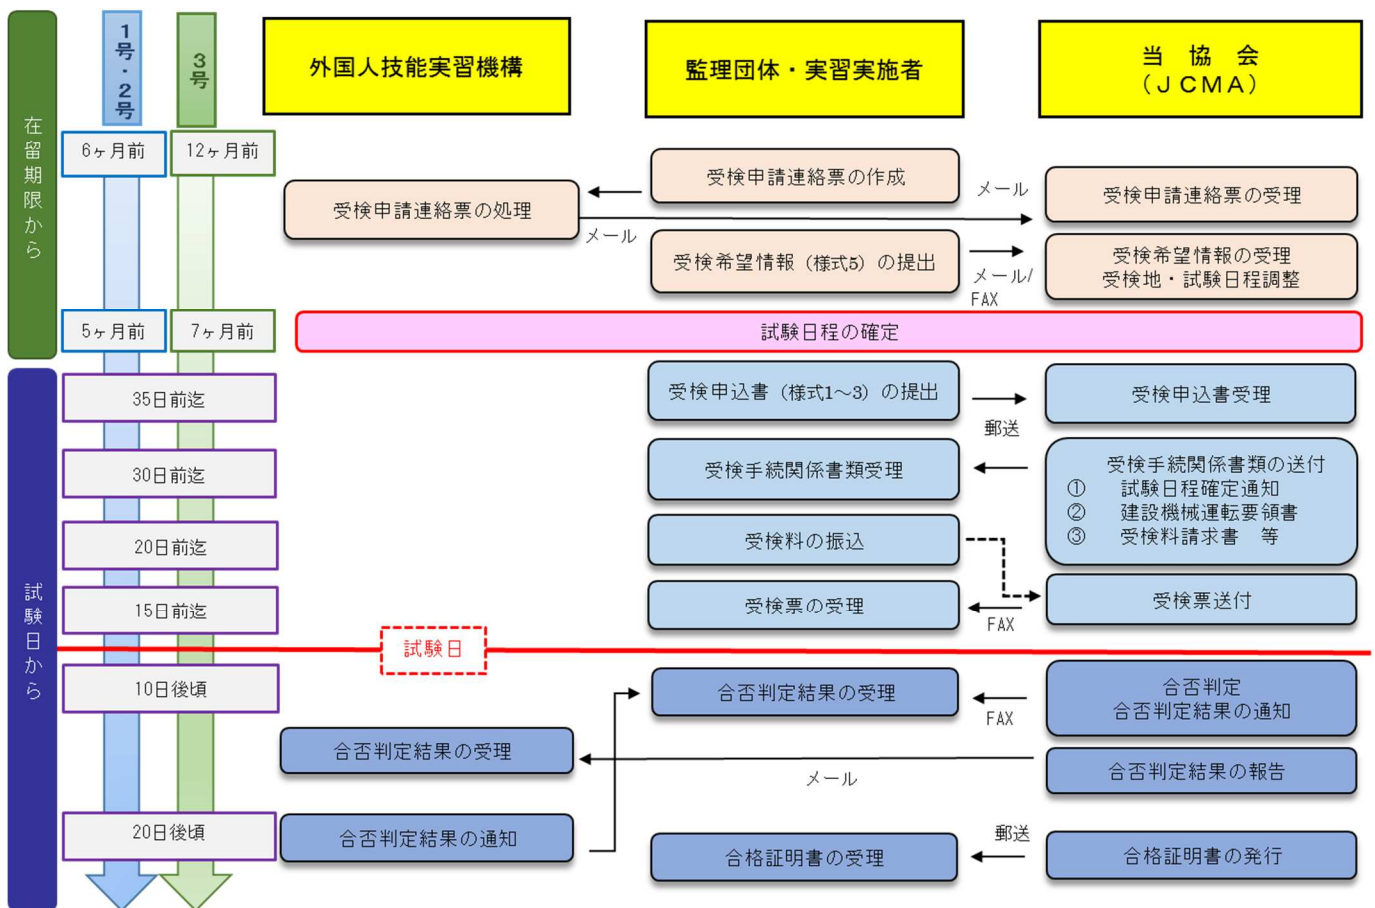 1号・2号
3号
外国人技能実習機構
監理団体・実習実施者
当　協　会
（ＪＣＭＡ）
在留期限から
6ヶ月前
12ヶ月前
受検申請連絡票の作成
メール
受検申請連絡票の処理
受検申請連絡票の受理
メール
受検希望情報（様式5）の提出
メール/
FAX
受検希望情報の受理
受検地・試験日程調整
5ヶ月前
7ヶ月前
試験日程の確定
試験日から
35日前迄
受検申込書（様式1～3）の提出
郵送
受検申込書受理
30日前迄
受検手続関係書類受理
受検手続関係書類の送付
①　試験日程確定通知
②　建設機械運転要領書
③　受検料請求書　等
20日前迄
受検料の振込
15日前迄
受検票の受理
FAX
受検票送付
試験日
10日後頃
合否判定結果の受理
FAX
合否判定
合否判定結果の通知
合否判定結果の受理
メール
合否判定結果の報告
20日後頃
合否判定結果の通知
合格証明書の受理
郵送
合格証明書の発行